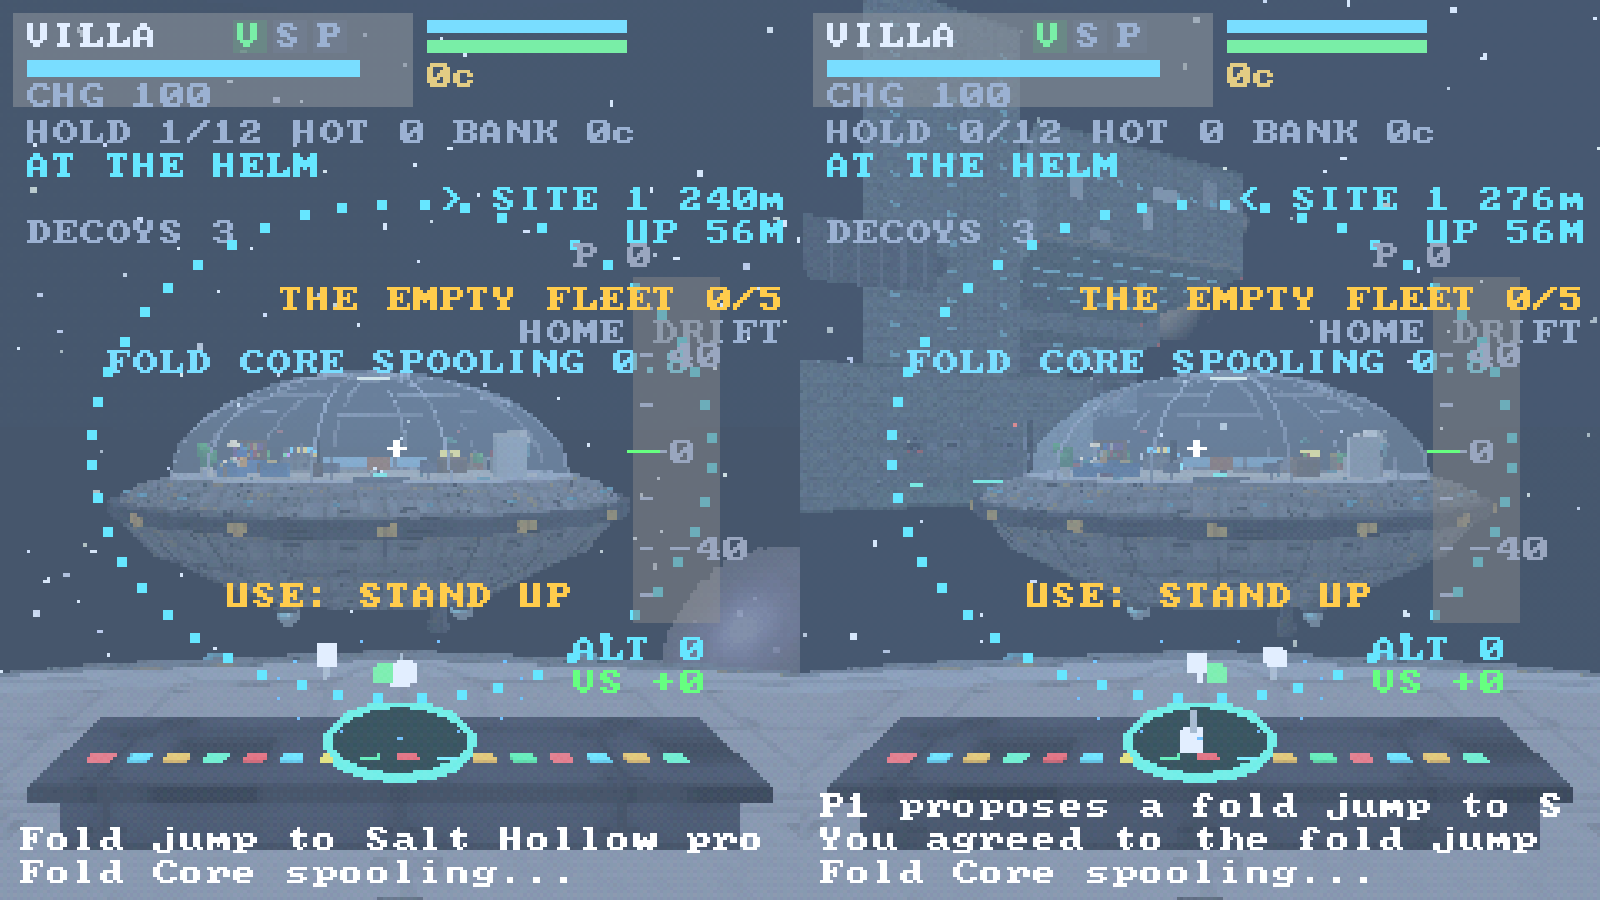 VILLA V S P
0c
CHG 100
HOLD 1/12 HOT 0 BANK 0c
AT THE HELM
> SITE 1 240m
DECOYS 3
UP 56M
P 0
THE EMPTY FLEET 0/5
HOME DRIFT
40
FOLD CORE SPOOLING
0
-40
USE: STAND UP
ALT 0
VS +0
Fold jump to Salt Hollow pro
Fold Core spooling...
VILLA V S P
0c
CHG 100
HOLD 0/12 HOT 0 BANK 0c
AT THE HELM
< SITE 1 276m
DECOYS 3
UP 56M
P 0
THE EMPTY FLEET 0/5
HOME DRIFT
40
FOLD CORE SPOOLING
0
-40
USE: STAND UP
ALT 0
VS +0
P1 proposes a fold jump to S
You agreed to the fold jump
Fold Core spooling...